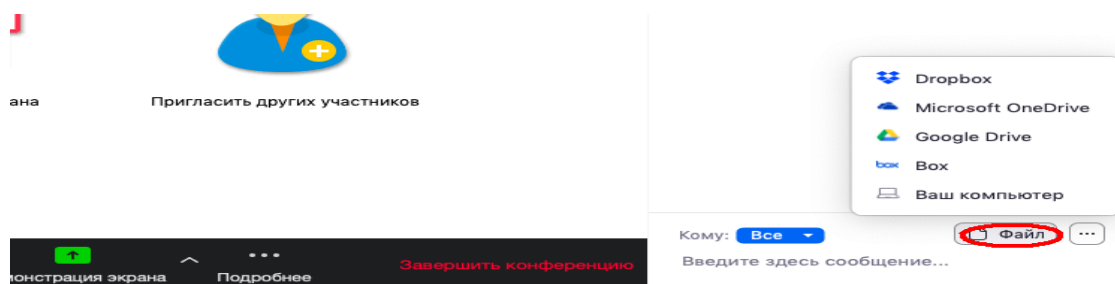 ана
Пригласить других участников
монстрация экрана
Подробнее
Завершить конференцию
Dropbox
Microsoft OneDrive
Google Drive
box Box
Ваш компьютер
Кому: Все
Файл
Введите здесь сообщение...